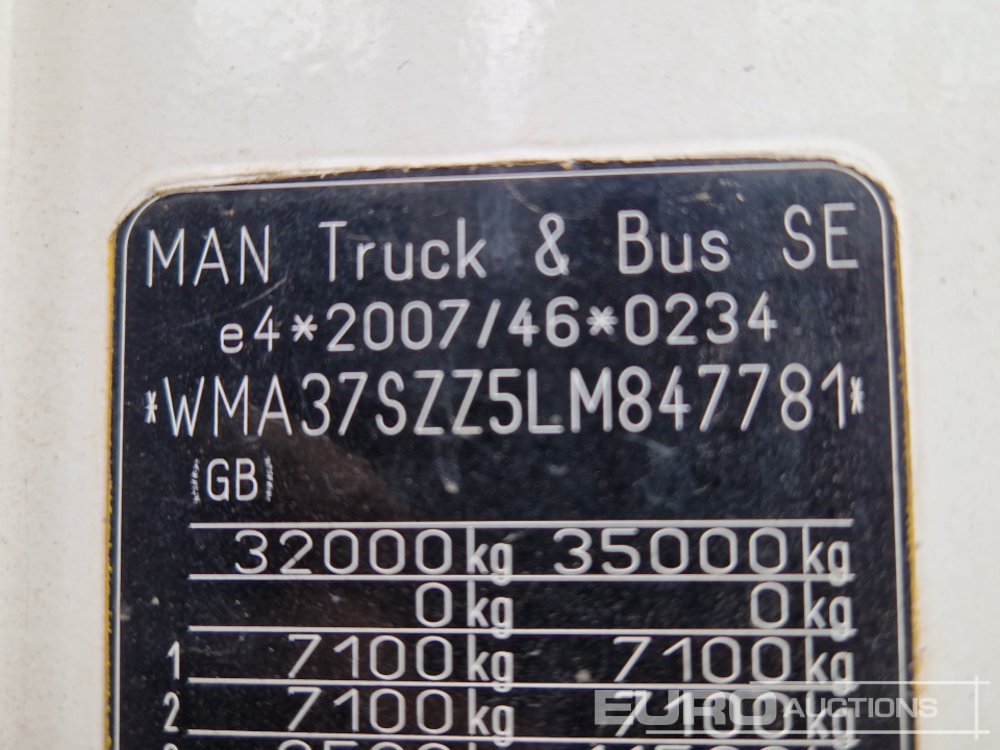 MAN Truck & Bus SE
e4*2007/46*0234
*WMA37SZZ5LM847781*
GB
32000kg 35000kg
0kg 0kg
1 7100kg 7100kg
2 7100kg 7100kg
EURO AUCTIONS